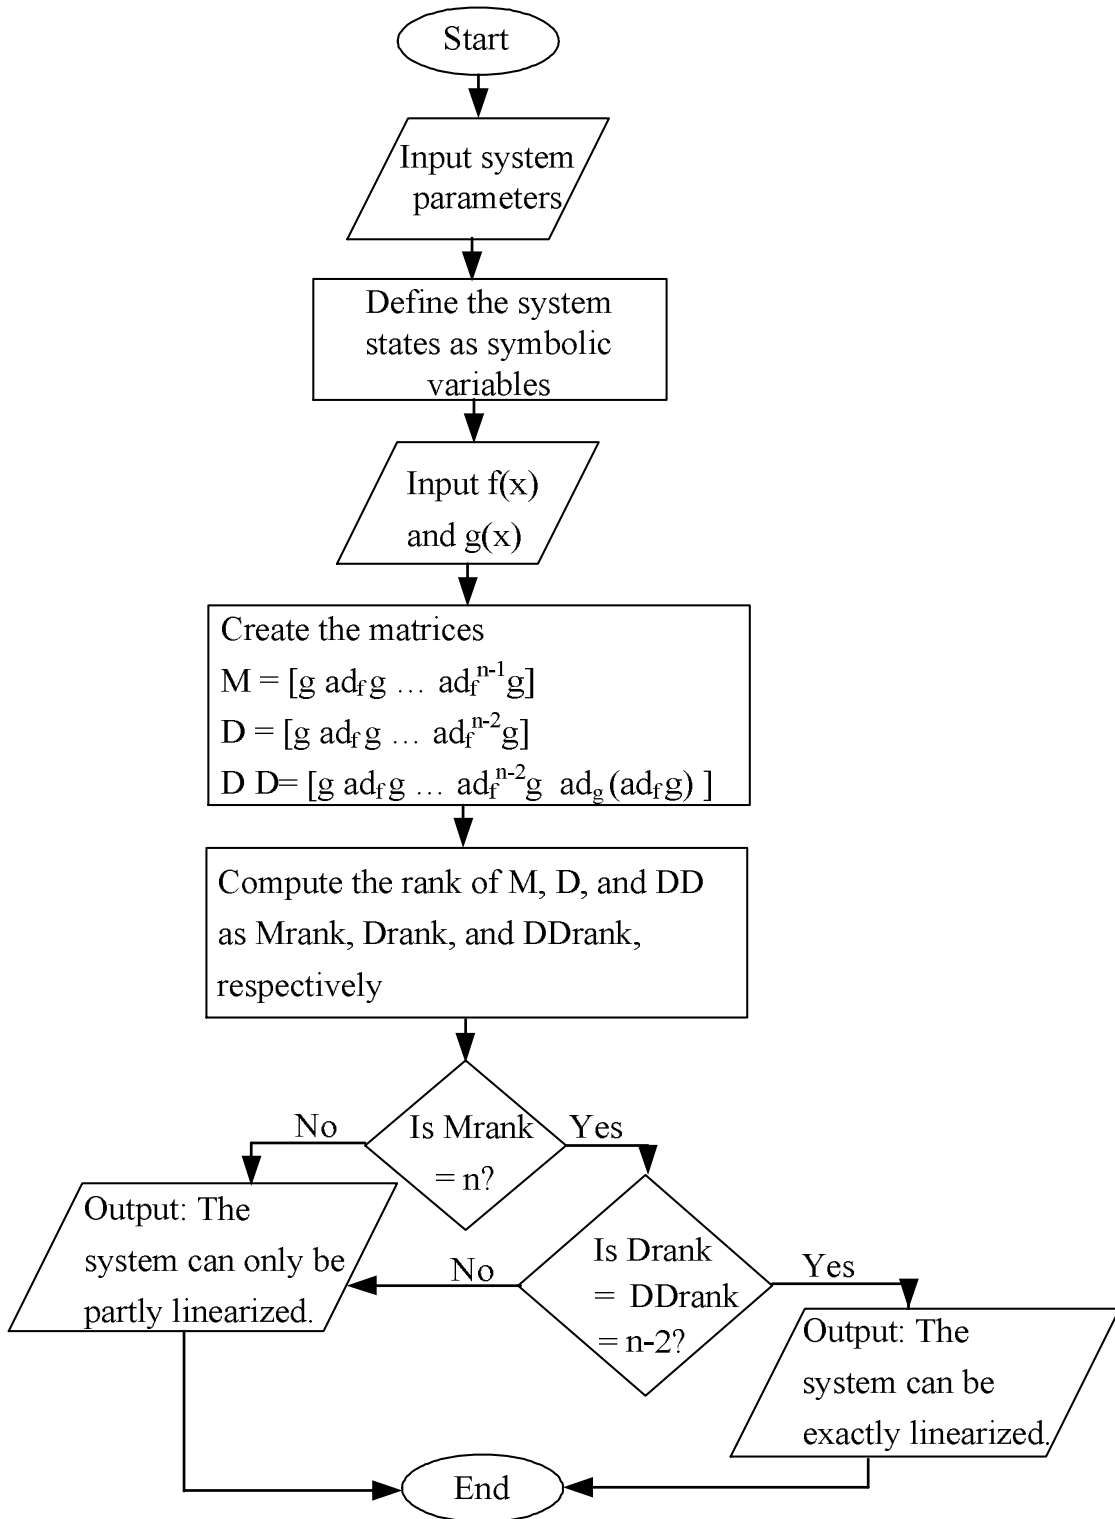 Start
Input system
parameters
Define the system
states as symbolic
variables
Input f(x)
and g(x)
Create the matrices
M = [g ad_f g … ad_f^{n-1} g]
D = [g ad_f g … ad_f^{n-2} g]
D D= [g ad_f g … ad_f^{n-2} g ad_g (ad_f g) ]
Compute the rank of M, D, and DD
as Mrank, Drank, and DDrank,
respectively
Is Mrank
= n?
No
Yes
Output: The
system can only be
partly linearized.
Is Drank
= DDrank
= n-2?
No
Yes
Output: The
system can be
exactly linearized.
End